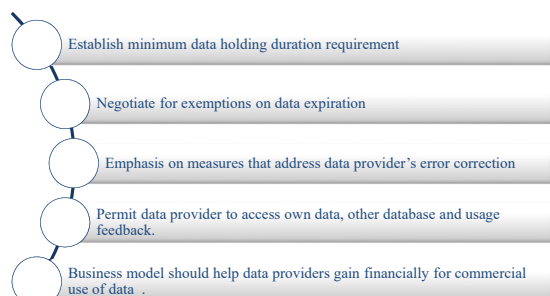 Establish minimum data holding duration requirement
Negotiate for exemptions on data expiration
Emphasis on measures that address data provider’s error correction
Permit data provider to access own data, other database and usage
feedback.
Business model should help data providers gain financially for commercial
use of data  .